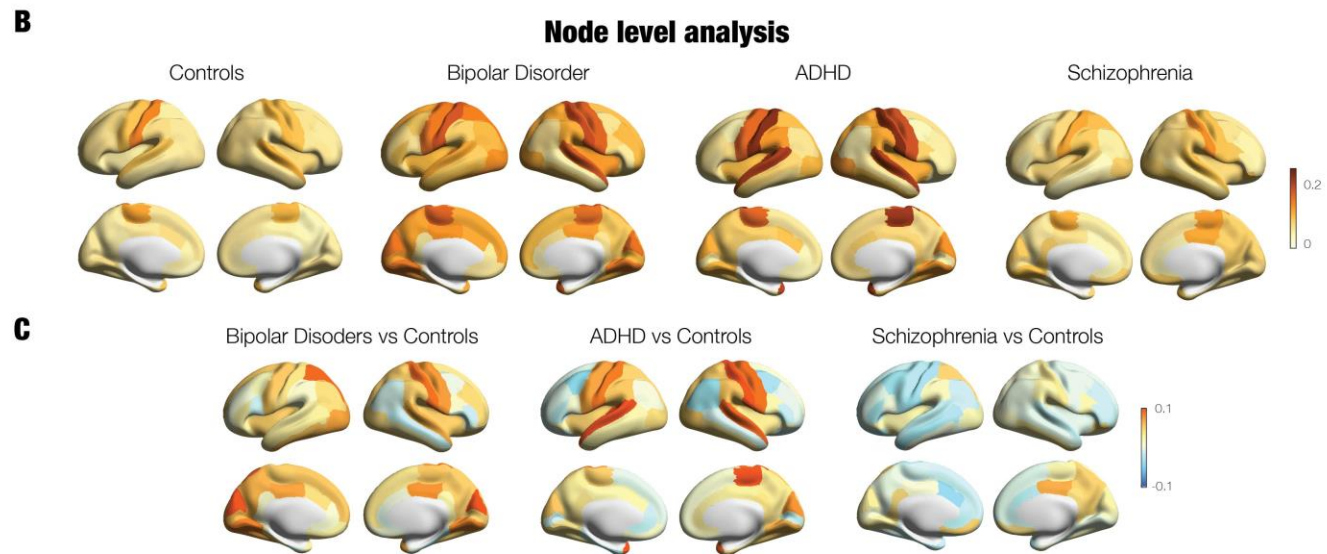 B
Node level analysis
Controls
Bipolar Disorder
ADHD
Schizophrenia
0.2
0
C
Bipolar Disoders vs Controls
ADHD vs Controls
Schizophrenia vs Controls
0.1
-0.1